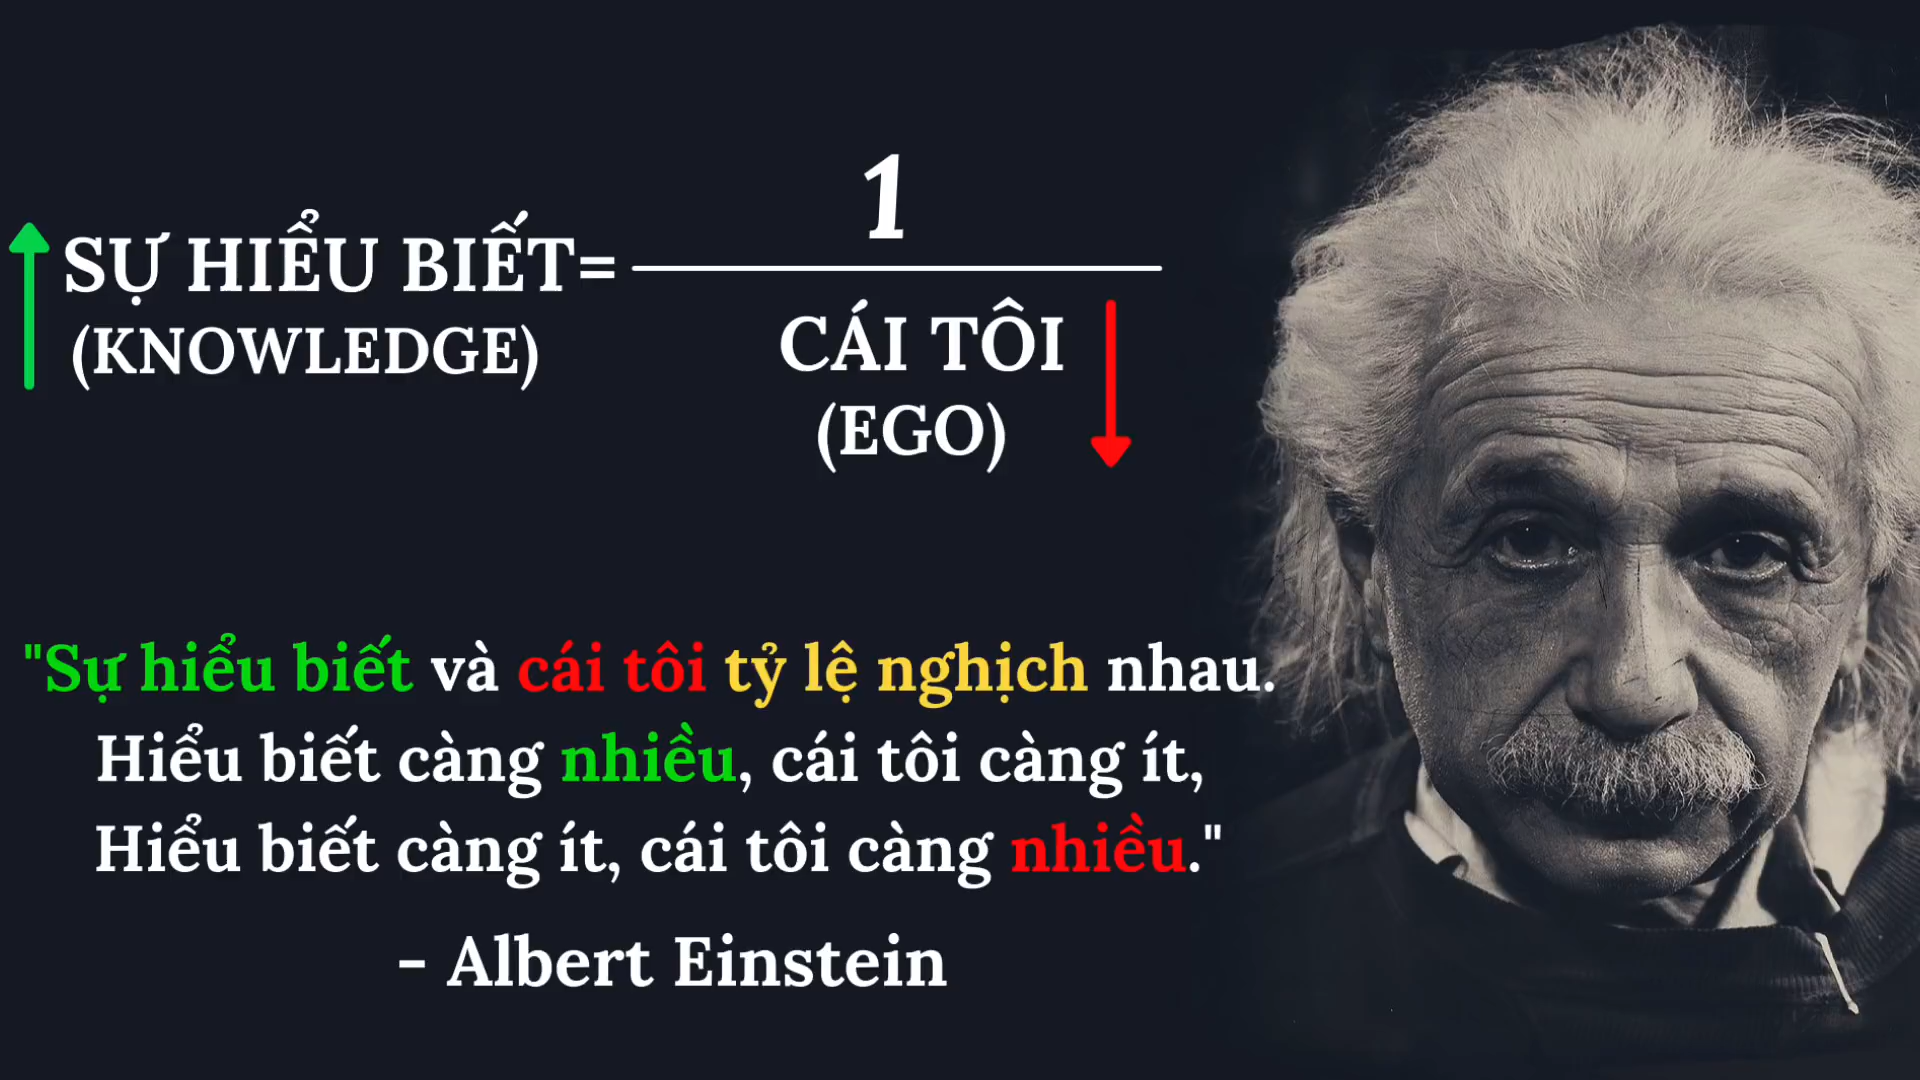 1
SỰ HIỂU BIẾT=
(KNOWLEDGE)
CÁI TÔI
(EGO)
"Sự hiểu biết và cái tôi tỷ lệ nghịch nhau.
Hiểu biết càng nhiều, cái tôi càng ít,
Hiểu biết càng ít, cái tôi càng nhiều."
- Albert Einstein